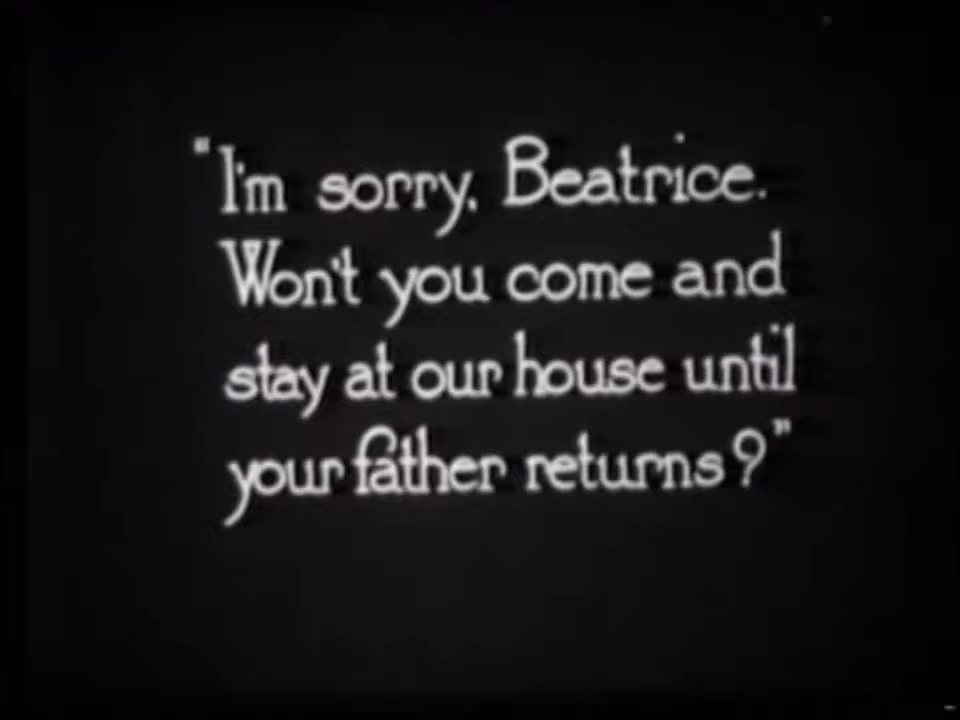 "I'm sorry, Beatrice.
Won't you come and
stay at our house until
your father returns?"